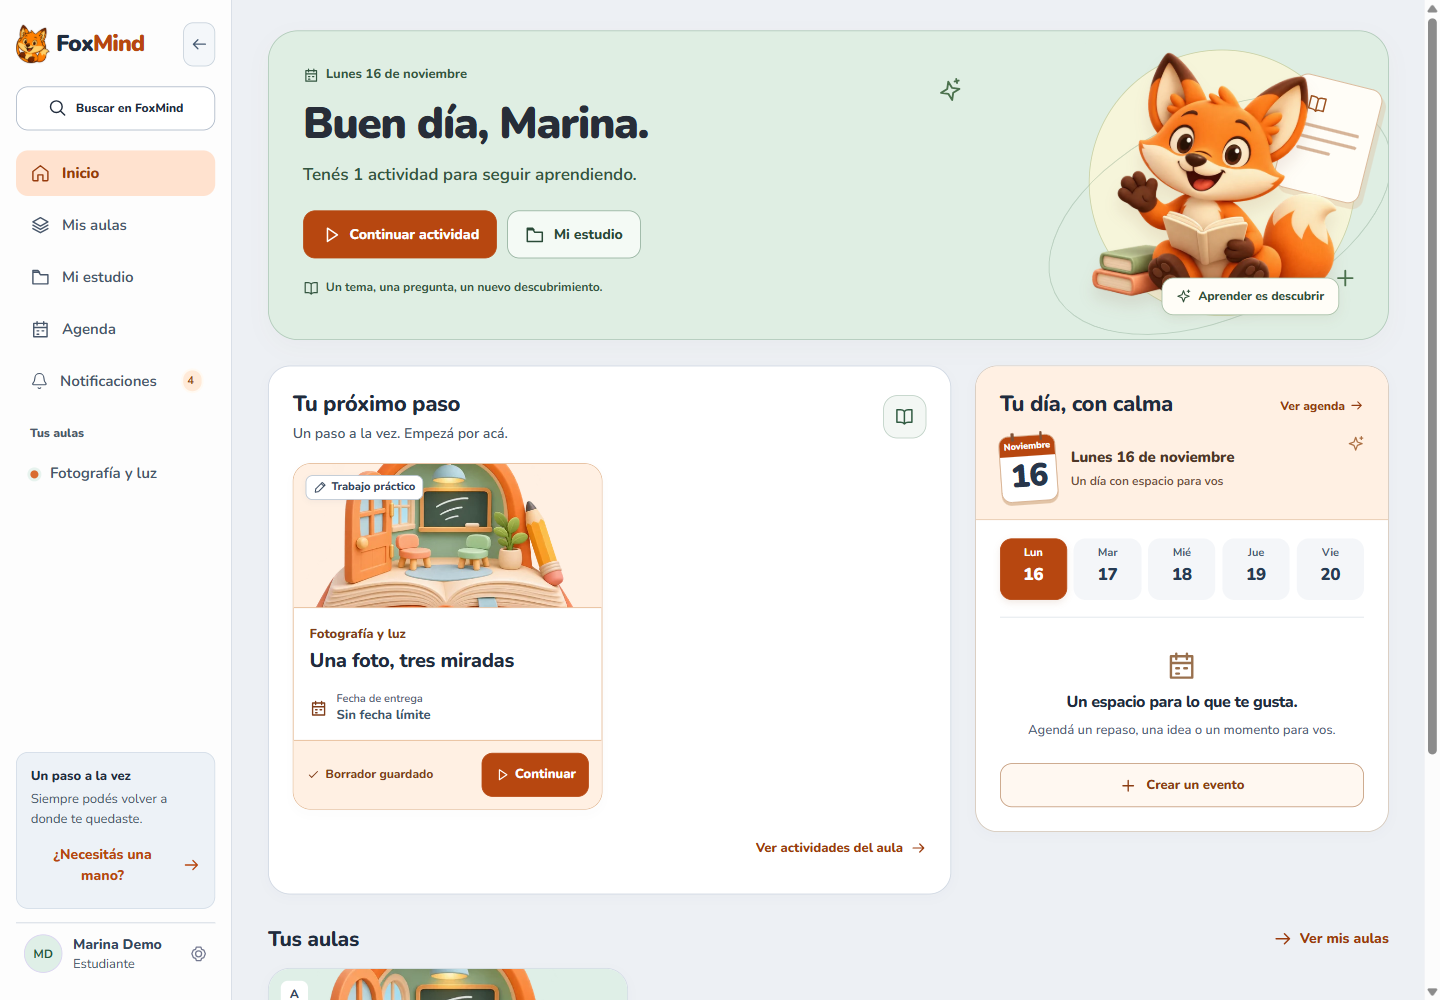 FoxMind
Buscar en FoxMind
Inicio
Mis aulas
Mi estudio
Agenda
Notificaciones 4
Tus aulas
Fotografía y luz
Un paso a la vez
Siempre podés volver a
donde te quedaste.
¿Necesitás una
mano?
MD
Marina Demo
Estudiante
Lunes 16 de noviembre
Buen día, Marina.
Tenés 1 actividad para seguir aprendiendo.
Continuar actividad
Mi estudio
Un tema, una pregunta, un nuevo descubrimiento.
Aprender es descubrir
Tu próximo paso
Un paso a la vez. Empezá por acá.
Trabajo práctico
Fotografía y luz
Una foto, tres miradas
Fecha de entrega
Sin fecha límite
Borrador guardado
Continuar
Ver actividades del aula
Tu día, con calma
Ver agenda
Noviembre
16
Lunes 16 de noviembre
Un día con espacio para vos
Lun Mar Mié Jue Vie
16 17 18 19 20
Un espacio para lo que te gusta.
Agendá un repaso, una idea o un momento para vos.
Crear un evento
Tus aulas
Ver mis aulas
A